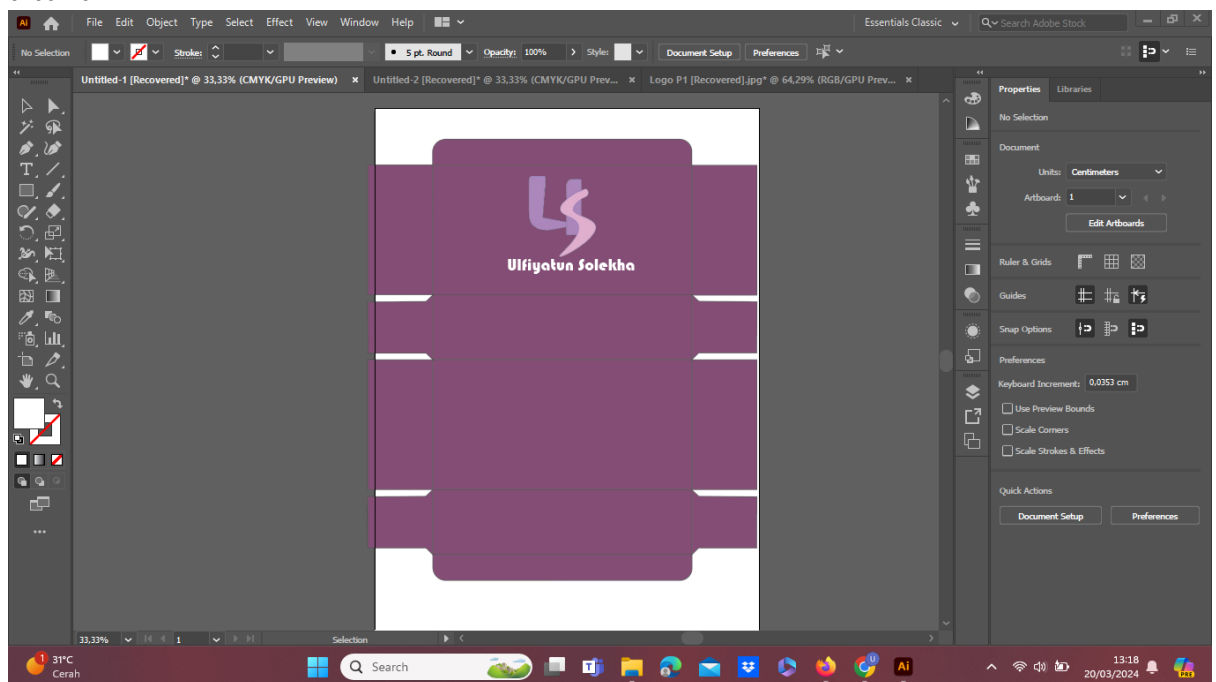 Ai File Edit Object Type Select Effect View Window Help Essentials Classic Search Adobe Stock
No Selection Stroke: 5 pt. Round Opacity: 100% Style: Document Setup Preferences
Untitled-1 [Recovered]* @ 33,33% (CMYK/GPU Preview) × Untitled-2 [Recovered]* @ 33,33% (CMYK/GPU Prev... × Logo P1 [Recovered].jpg* @ 64,29% (RGB/GPU Prev... ×
Properties Libraries
No Selection
Document
Units: Centimeters
Artboard: 1
Edit Artboards
Ruler & Grids
Guides
Snap Options
Preferences
Keyboard Increment: 0,0353 cm
Use Preview Bounds
Scale Corners
Scale Strokes & Effects
Quick Actions
Document Setup Preferences
US
Ulfiyatun Solekha
33,33% 1 Selection
1 31°C
Cerah
Search
Ai
13:18
20/03/2024
PRE